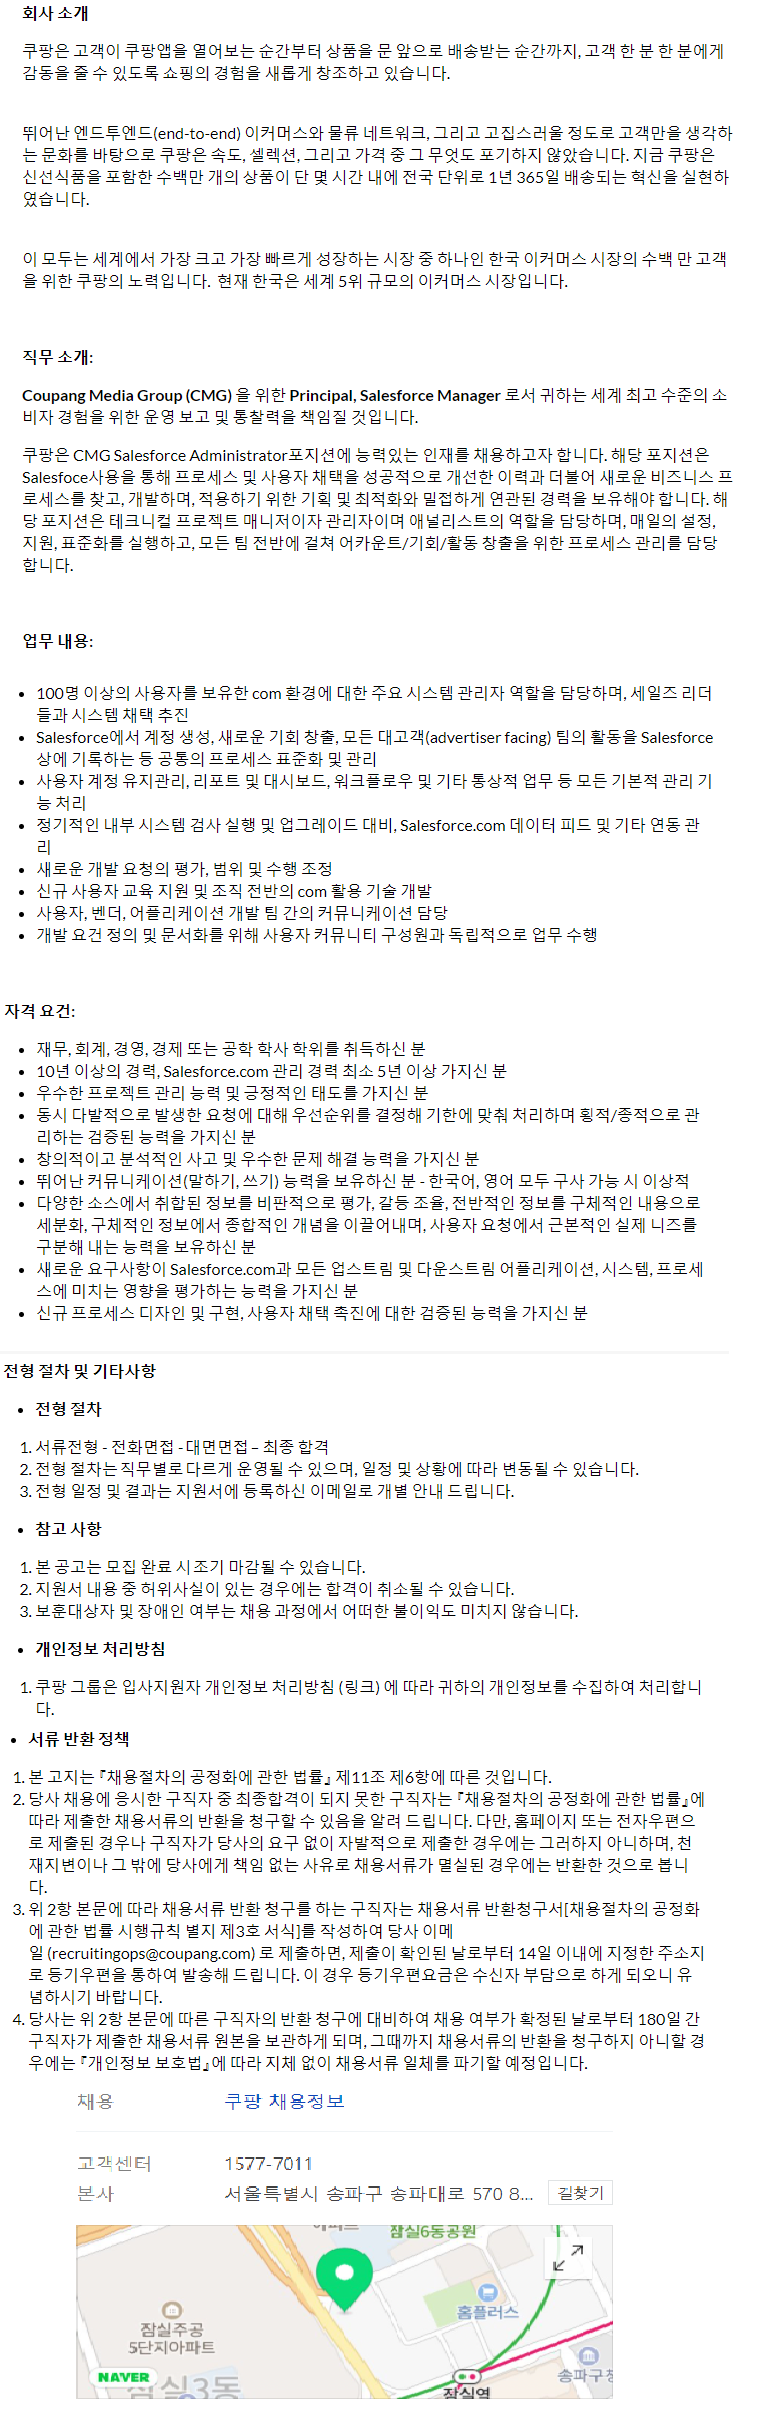 회사 소개
쿠팡은 고객이 쿠팡앱을 열어보는 순간부터 상품을 문 앞으로 배송받는 순간까지, 고객 한 분 한 분에게
감동을 줄 수 있도록 쇼핑의 경험을 새롭게 창조하고 있습니다.
뛰어난 엔드투엔드(end-to-end) 이커머스와 물류 네트워크, 그리고 고집스러울 정도로 고객만을 생각하
는 문화를 바탕으로 쿠팡은 속도, 셀렉션, 그리고 가격 중 그 무엇도 포기하지 않았습니다. 지금 쿠팡은
신선식품을 포함한 수백만 개의 상품이 단 몇 시간 내에 전국 단위로 1년 365일 배송되는 혁신을 실현하
였습니다.
이 모두는 세계에서 가장 크고 가장 빠르게 성장하는 시장 중 하나인 한국 이커머스 시장의 수백 만 고객
을 위한 쿠팡의 노력입니다. 현재 한국은 세계 5위 규모의 이커머스 시장입니다.
직무 소개:
Coupang Media Group (CMG) 을 위한 Principal, Salesforce Manager 로서 귀하는 세계 최고 수준의 소
비자 경험을 위한 운영 보고 및 통찰력을 책임질 것입니다.
쿠팡은 CMG Salesforce Administrator포지션에 능력있는 인재를 채용하고자 합니다. 해당 포지션은
Salesfoce사용을 통해 프로세스 및 사용자 채택을 성공적으로 개선한 이력과 더불어 새로운 비즈니스 프
로세스를 찾고, 개발하며, 적용하기 위한 기획 및 최적화와 밀접하게 연관된 경력을 보유해야 합니다. 해
당 포지션은 테크니컬 프로젝트 매니저이자 관리자이며 애널리스트의 역할을 담당하며, 매일의 설정,
지원, 표준화를 실행하고, 모든 팀 전반에 걸쳐 어카운트/기회/활동 창출을 위한 프로세스 관리를 담당
합니다.
업무 내용:
• 100명 이상의 사용자를 보유한 com 환경에 대한 주요 시스템 관리자 역할을 담당하며, 세일즈 리더
들과 시스템 채택 추진
• Salesforce에서 계정 생성, 새로운 기회 창출, 모든 대고객(advertiser facing) 팀의 활동을 Salesforce
상에 기록하는 등 공통의 프로세스 표준화 및 관리
• 사용자 계정 유지관리, 리포트 및 대시보드, 워크플로우 및 기타 통상적 업무 등 모든 기본적 관리 기
능 처리
• 정기적인 내부 시스템 검사 실행 및 업그레이드 대비, Salesforce.com 데이터 피드 및 기타 연동 관
리
• 새로운 개발 요청의 평가, 범위 및 수행 조정
• 신규 사용자 교육 지원 및 조직 전반의 com 활용 기술 개발
• 사용자, 벤더, 어플리케이션 개발 팀 간의 커뮤니케이션 담당
• 개발 요건 정의 및 문서화를 위해 사용자 커뮤니티 구성원과 독립적으로 업무 수행
자격 요건:
• 재무, 회계, 경영, 경제 또는 공학 학사 학위를 취득하신 분
• 10년 이상의 경력, Salesforce.com 관리 경력 최소 5년 이상 가지신 분
• 우수한 프로젝트 관리 능력 및 긍정적인 태도를 가지신 분
• 동시 다발적으로 발생한 요청에 대해 우선순위를 결정해 기한에 맞춰 처리하며 횡적/종적으로 관
리하는 검증된 능력을 가지신 분
• 창의적이고 분석적인 사고 및 우수한 문제 해결 능력을 가지신 분
• 뛰어난 커뮤니케이션(말하기, 쓰기) 능력을 보유하신 분 - 한국어, 영어 모두 구사 가능 시 이상적
• 다양한 소스에서 취합된 정보를 비판적으로 평가, 갈등 조율, 전반적인 정보를 구체적인 내용으로
세분화, 구체적인 정보에서 종합적인 개념을 이끌어내며, 사용자 요청에서 근본적인 실제 니즈를
구분해 내는 능력을 보유하신 분
• 새로운 요구사항이 Salesforce.com과 모든 업스트림 및 다운스트림 어플리케이션, 시스템, 프로세
스에 미치는 영향을 평가하는 능력을 가지신 분
• 신규 프로세스 디자인 및 구현, 사용자 채택 촉진에 대한 검증된 능력을 가지신 분
전형 절차 및 기타사항
• 전형 절차
1. 서류전형 - 전화면접 - 대면면접 – 최종 합격
2. 전형 절차는 직무별로 다르게 운영될 수 있으며, 일정 및 상황에 따라 변동될 수 있습니다.
3. 전형 일정 및 결과는 지원서에 등록하신 이메일로 개별 안내 드립니다.
• 참고 사항
1. 본 공고는 모집 완료 시 조기 마감될 수 있습니다.
2. 지원서 내용 중 허위사실이 있는 경우에는 합격이 취소될 수 있습니다.
3. 보훈대상자 및 장애인 여부는 채용 과정에서 어떠한 불이익도 미치지 않습니다.
• 개인정보 처리방침
1. 쿠팡 그룹은 입사지원자 개인정보 처리방침 (링크) 에 따라 귀하의 개인정보를 수집하여 처리합니
다.
• 서류 반환 정책
1. 본 고지는 『채용절차의 공정화에 관한 법률』 제11조 제6항에 따른 것입니다.
2. 당사 채용에 응시한 구직자 중 최종합격이 되지 못한 구직자는 『채용절차의 공정화에 관한 법률』에
따라 제출한 채용서류의 반환을 청구할 수 있음을 알려 드립니다. 다만, 홈페이지 또는 전자우편으
로 제출된 경우나 구직자가 당사의 요구 없이 자발적으로 제출한 경우에는 그러하지 아니하며, 천
재지변이나 그 밖에 당사에게 책임 없는 사유로 채용서류가 멸실된 경우에는 반환한 것으로 봅니
다.
3. 위 2항 본문에 따라 채용서류 반환 청구를 하는 구직자는 채용서류 반환청구서[채용절차의 공정화
에 관한 법률 시행규칙 별지 제3호 서식]를 작성하여 당사 이메
일 (recruitingops@coupang.com) 로 제출하면, 제출이 확인된 날로부터 14일 이내에 지정한 주소지
로 등기우편을 통하여 발송해 드립니다. 이 경우 등기우편요금은 수신자 부담으로 하게 되오니 유
념하시기 바랍니다.
4. 당사는 위 2항 본문에 따른 구직자의 반환 청구에 대비하여 채용 여부가 확정된 날로부터 180일 간
구직자가 제출한 채용서류 원본을 보관하게 되며, 그때까지 채용서류의 반환을 청구하지 아니할 경
우에는 『개인정보 보호법』에 따라 지체 없이 채용서류 일체를 파기할 예정입니다.
채용 쿠팡 채용정보
고객센터 1577-7011
본사 서울특별시 송파구 송파대로 570 8... 길찾기
아파트
잠실6동공원
홈플러스
잠실주공
5단지아파트
송파구청
NAVER
잠실3동
잠실역